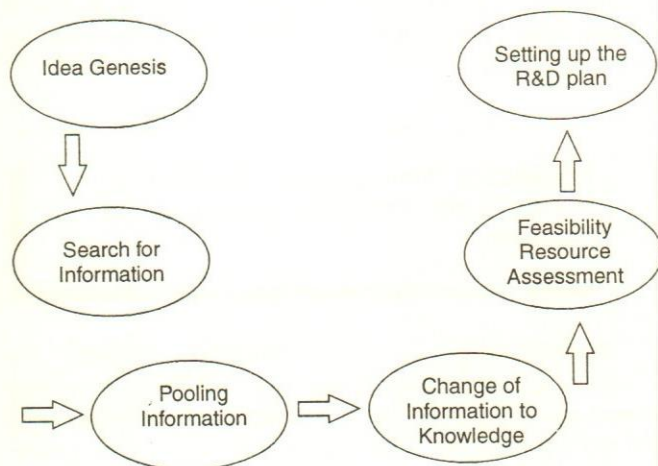 Idea Genesis
Search for
Information
Pooling
Information
Change of
Information to
Knowledge
Feasibility
Resource
Assessment
Setting up the
R&D plan